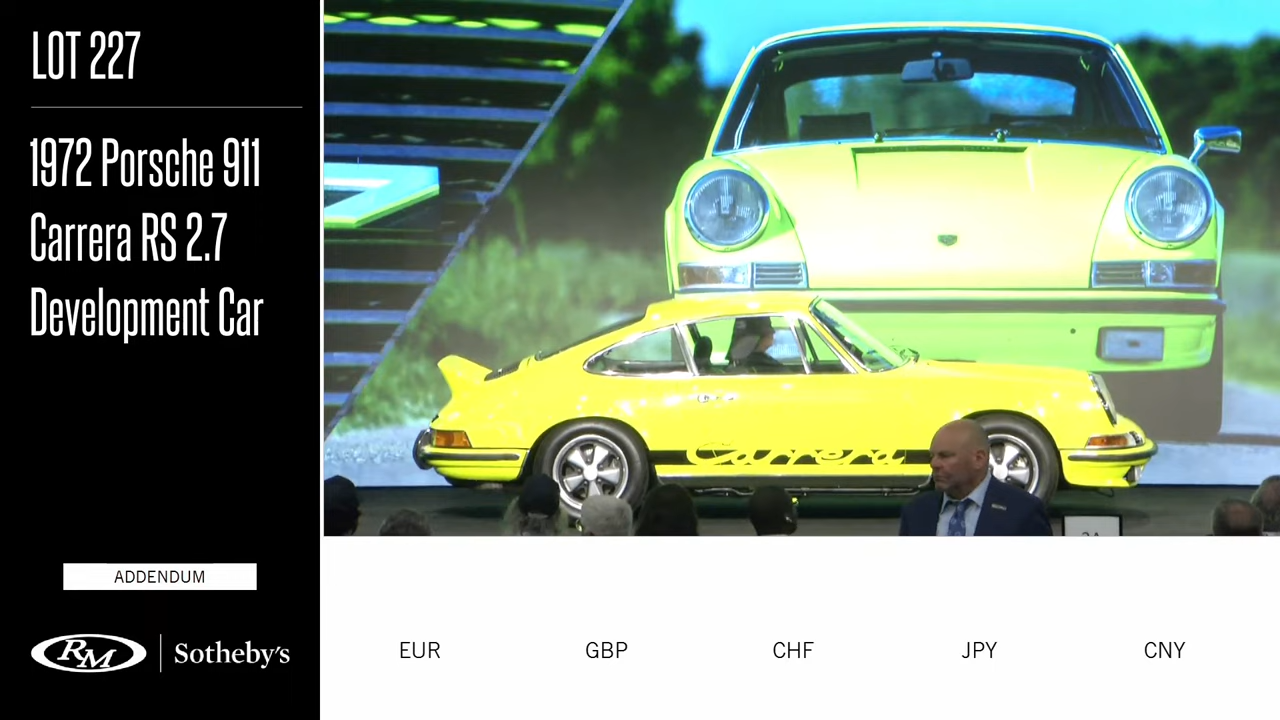 LOT 227
1972 Porsche 911
Carrera RS 2.7
Development Car
ADDENDUM
RM | Sotheby's
Carrera
EUR GBP CHF JPY CNY